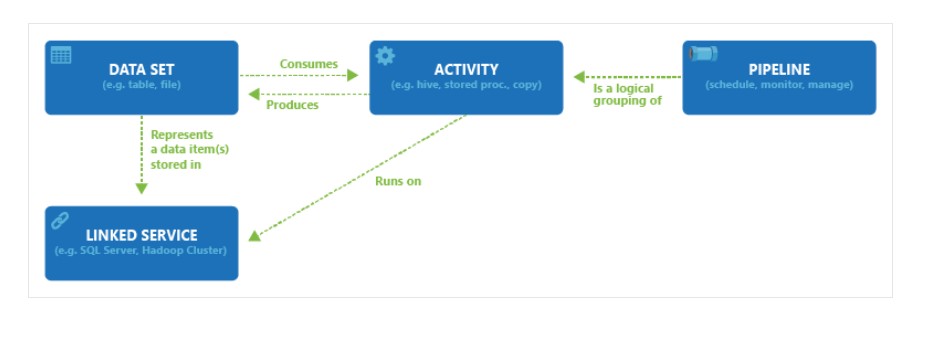 DATA SET
(e.g. table, file)
Consumes
Produces
ACTIVITY
(e.g. hive, stored proc., copy)
Is a logical
grouping of
PIPELINE
(schedule, monitor, manage)
Represents
a data item(s)
stored in
Runs on
LINKED SERVICE
(e.g. SQL Server, Hadoop Cluster)